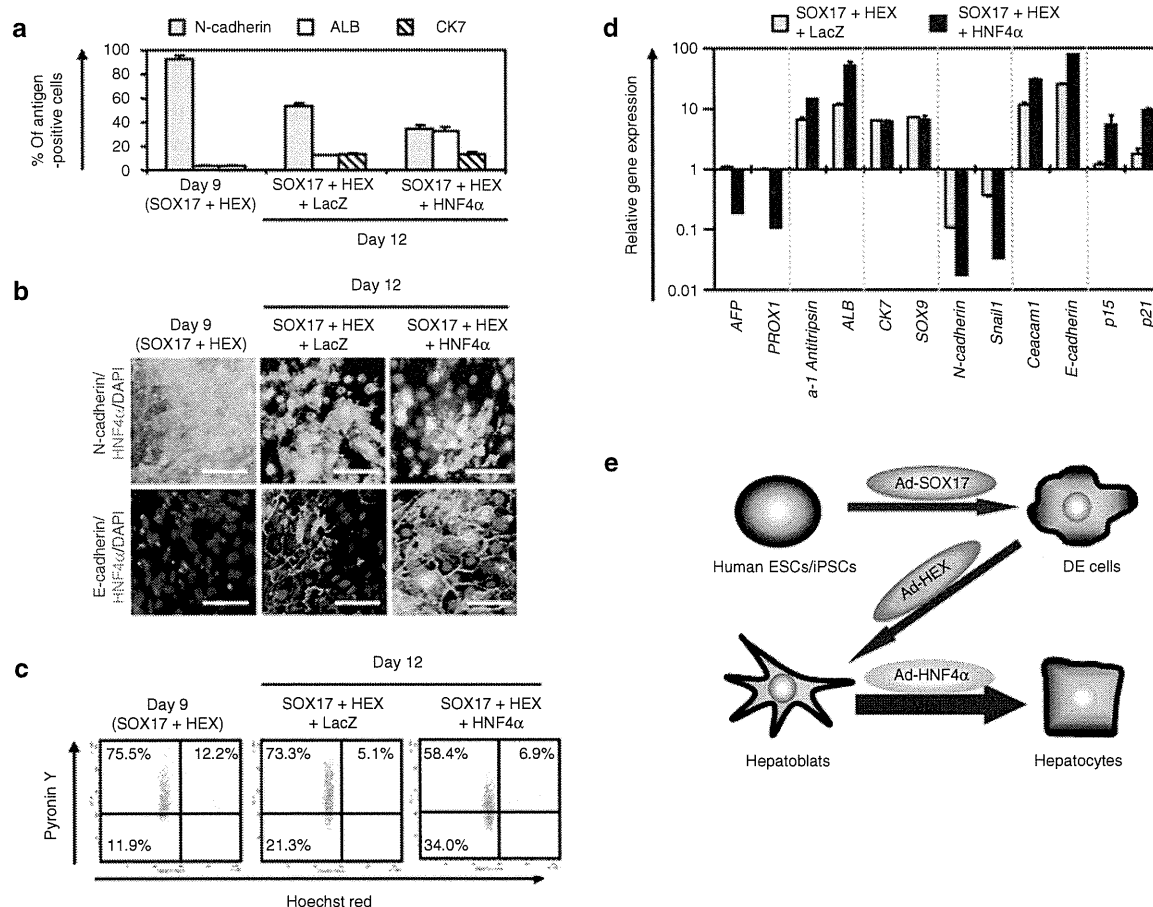 a
N-cadherin ALB CK7
% Of antigen
-positive cells
100
80
60
40
20
0
Day 9
(SOX17 + HEX)
SOX17 + HEX
+ LacZ
SOX17 + HEX
+ HNF4α
Day 12
b
Day 12
Day 9
(SOX17 + HEX)
SOX17 + HEX
+ LacZ
SOX17 + HEX
+ HNF4α
N-cadherin/
HNF4α/DAPI
E-cadherin/
HNF4α/DAPI
c
Day 12
Day 9
(SOX17 + HEX)
SOX17 + HEX
+ LacZ
SOX17 + HEX
+ HNF4α
Pyronin Y
75.5% 12.2%
11.9%
73.3% 5.1%
21.3%
58.4% 6.9%
34.0%
Hoechst red
d
SOX17 + HEX
+ LacZ
SOX17 + HEX
+ HNF4α
Relative gene expression
100
10
1
0.1
0.01
AFP
PROX1
a-1 Antitripsin
ALB
CK7
SOX9
N-cadherin
Snail1
Ceacam1
E-cadherin
p15
p21
e
Ad-SOX17
Human ESCs/iPSCs
DE cells
Ad-HEX
Ad-HNF4α
Hepatoblats
Hepatocytes